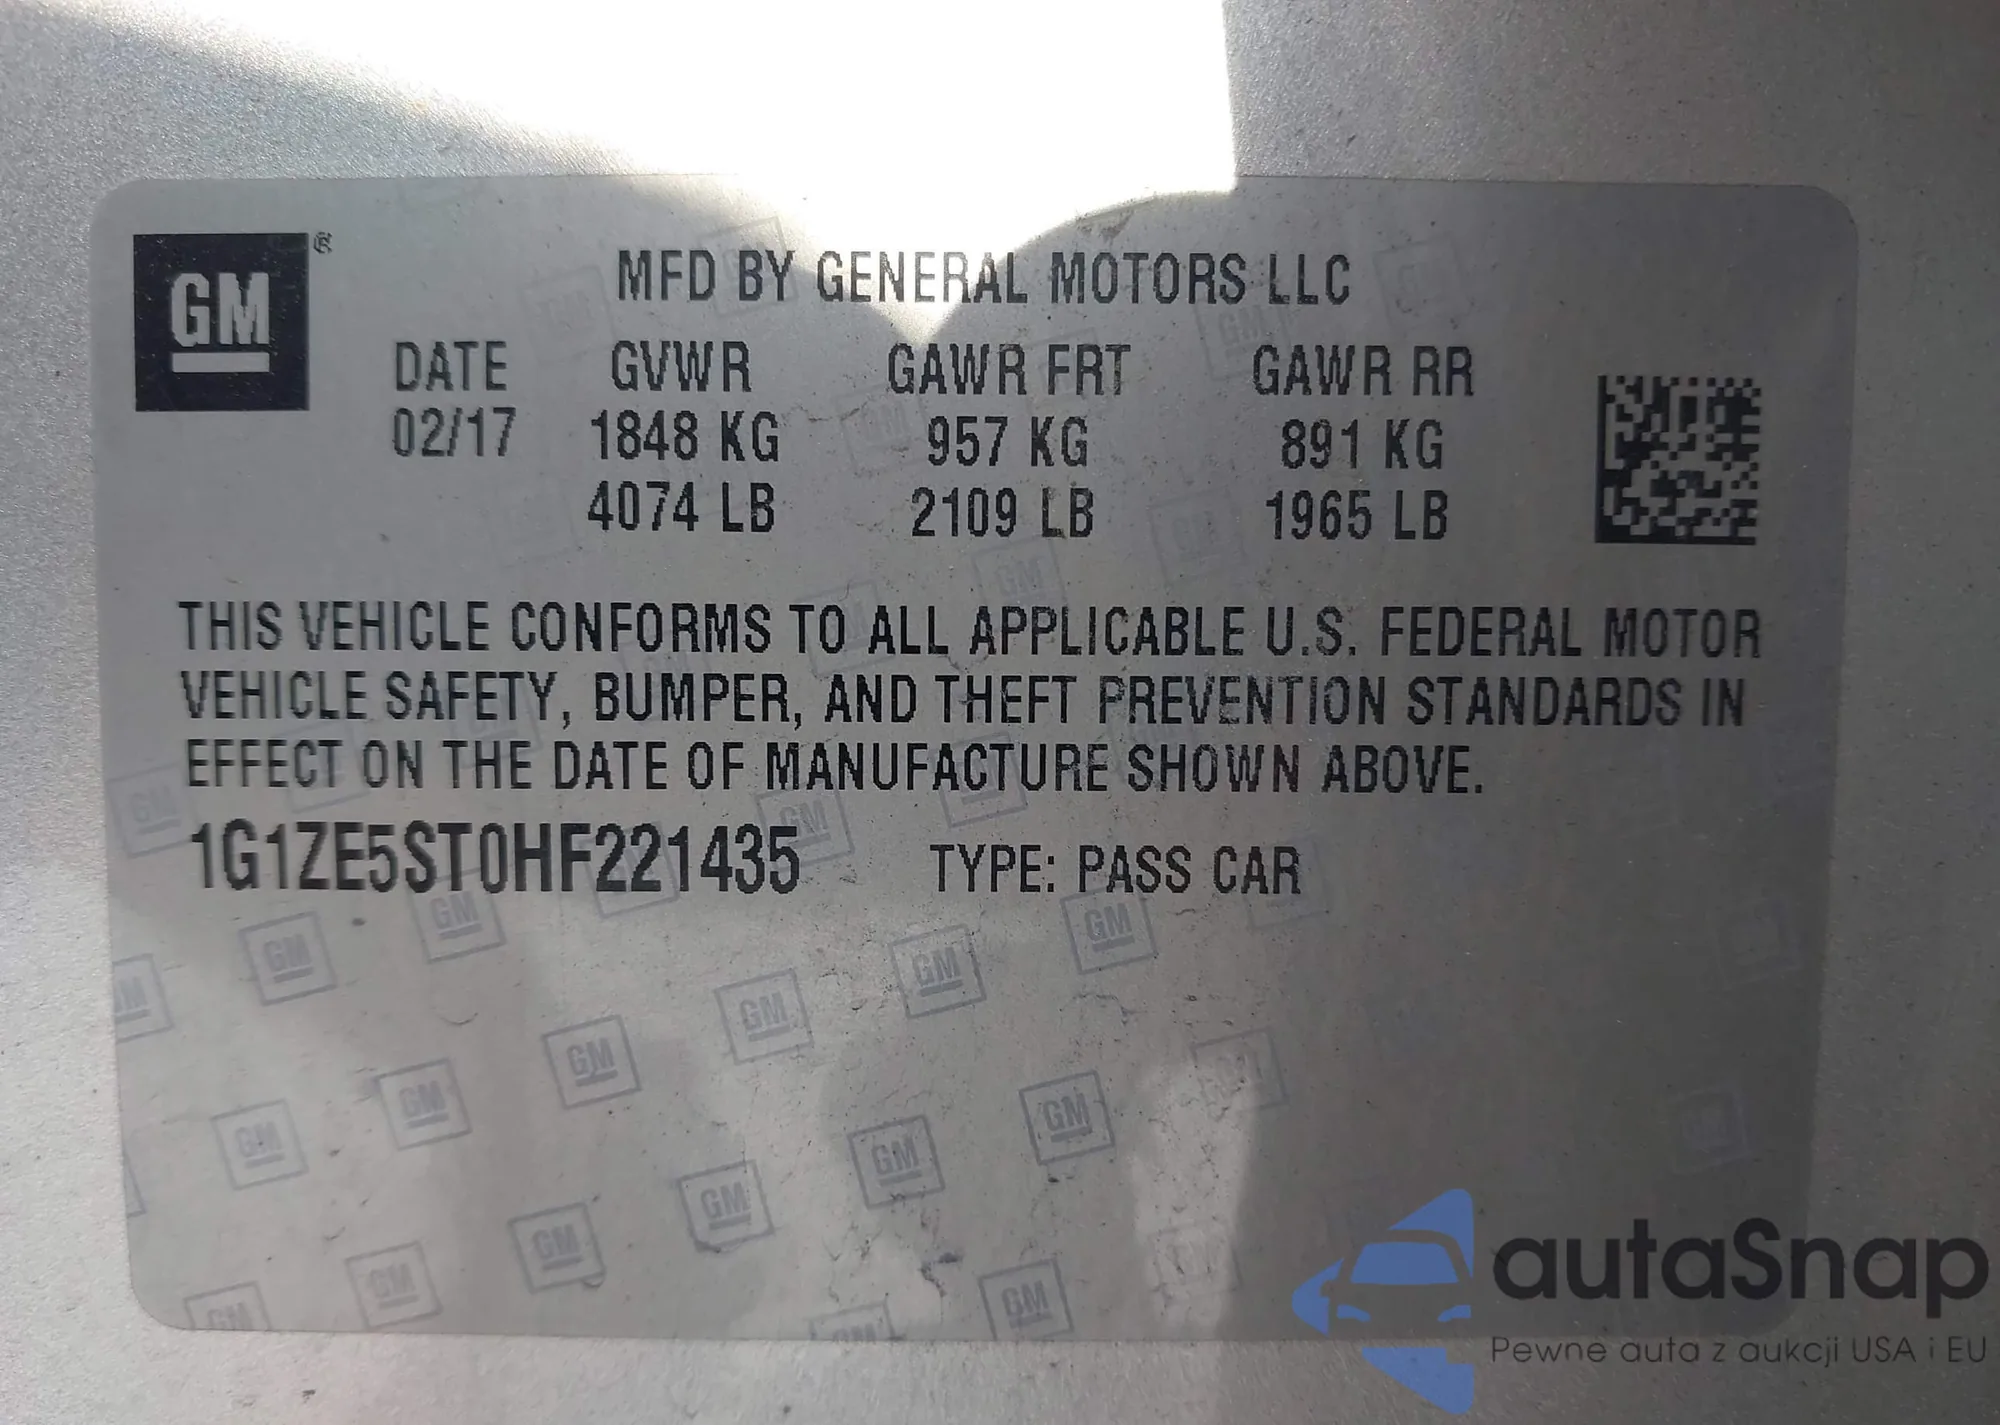 GM ®
MFD BY GENERAL MOTORS LLC
DATE GVWR GAWR FRT GAWR RR
02/17 1848 KG 957 KG 891 KG
4074 LB 2109 LB 1965 LB
THIS VEHICLE CONFORMS TO ALL APPLICABLE U.S. FEDERAL MOTOR
VEHICLE SAFETY, BUMPER, AND THEFT PREVENTION STANDARDS IN
EFFECT ON THE DATE OF MANUFACTURE SHOWN ABOVE.
1G1ZE5ST0HF221435 TYPE: PASS CAR
autaSnap
Pewne auta z aukcji USA i EU